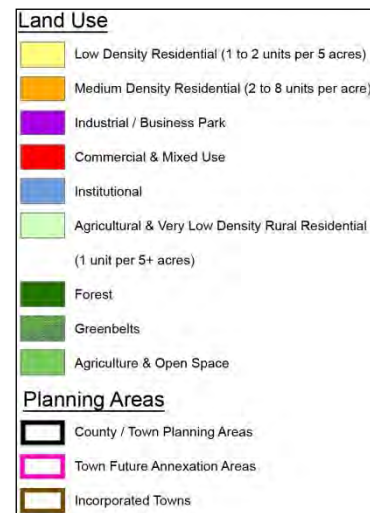 Land Use
Low Density Residential (1 to 2 units per 5 acres)
Medium Density Residential (2 to 8 units per acre)
Industrial / Business Park
Commercial & Mixed Use
Institutional
Agricultural & Very Low Density Rural Residential
(1 unit per 5+ acres)
Forest
Greenbelts
Agriculture & Open Space
Planning Areas
County / Town Planning Areas
Town Future Annexation Areas
Incorporated Towns